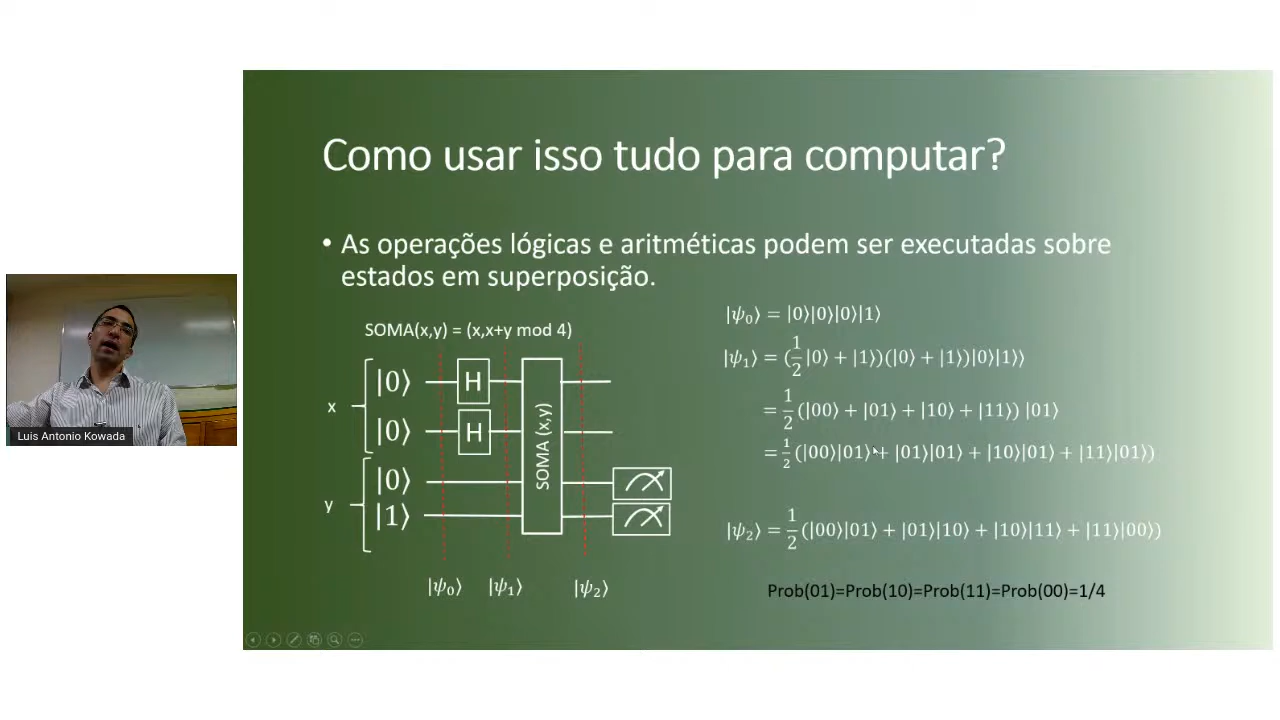 Como usar isso tudo para computar?
• As operações lógicas e aritméticas podem ser executadas sobre
estados em superposição.
SOMA(x,y) = (x,x+y mod 4)
x
|0⟩
H
|0⟩
H
y
|0⟩
|1⟩
SOMA (x,y)
|ψ₀⟩ |ψ₁⟩ |ψ₂⟩
|ψ₀⟩ = |0⟩|0⟩|0⟩|1⟩
|ψ₁⟩ = (1/2 |0⟩ + |1⟩)(|0⟩ + |1⟩)|0⟩|1⟩⟩
= 1/2 (|00⟩ + |01⟩ + |10⟩ + |11⟩) |01⟩
= 1/2 (|00⟩|01⟩ + |01⟩|01⟩ + |10⟩|01⟩ + |11⟩|01⟩)
|ψ₂⟩ = 1/2 (|00⟩|01⟩ + |01⟩|10⟩ + |10⟩|11⟩ + |11⟩|00⟩)
Prob(01)=Prob(10)=Prob(11)=Prob(00)=1/4
Luis Antonio Kowada